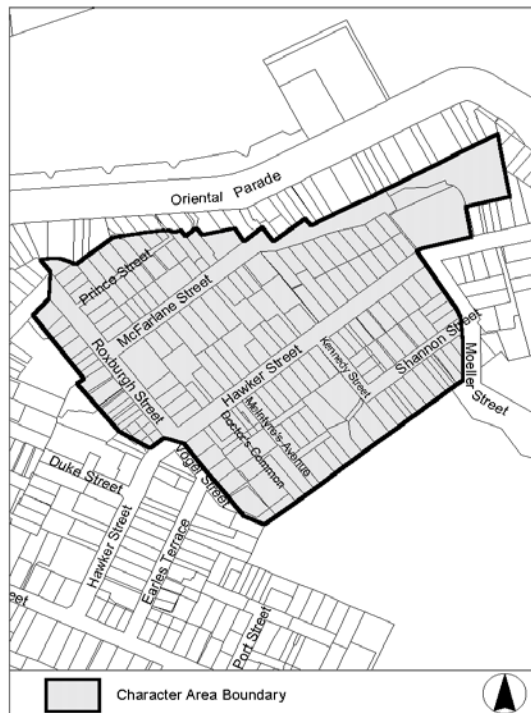 Oriental Parade
Prince Street
McFarlane Street
Roxburgh Street
Hawker Street
Kennedy Street
Shannon Street
Moeller Street
McIntyre's Avenue
Doctor's Common
Vogel Street
Duke Street
Hawker Street
Earles Terrace
eet
Port Street
Character Area Boundary